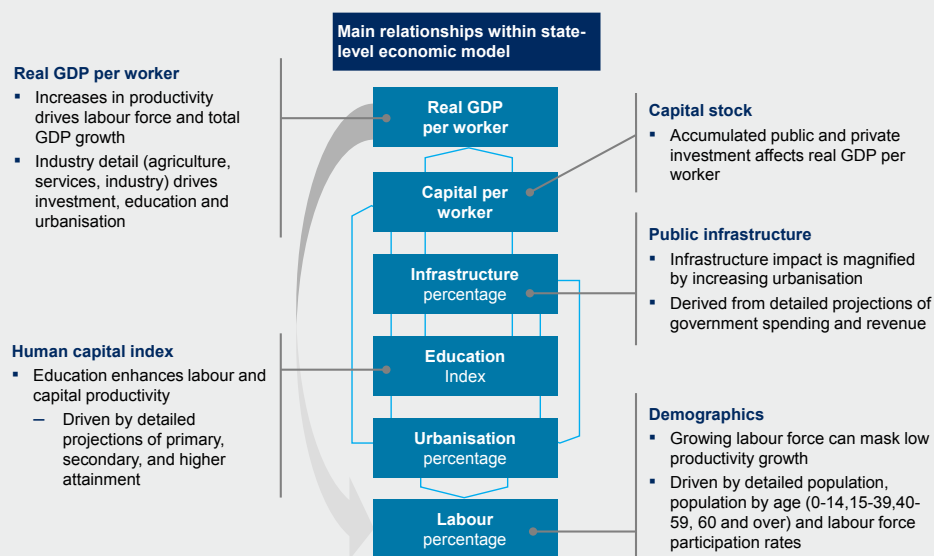 Main relationships within state-
level economic model
Real GDP per worker
▪ Increases in productivity
drives labour force and total
GDP growth
▪ Industry detail (agriculture,
services, industry) drives
investment, education and
urbanisation
Human capital index
▪ Education enhances labour and
capital productivity
– Driven by detailed
projections of primary,
secondary, and higher
attainment
Real GDP
per worker
Capital per
worker
Infrastructure
percentage
Education
Index
Urbanisation
percentage
Labour
percentage
Capital stock
▪ Accumulated public and private
investment affects real GDP per
worker
Public infrastructure
▪ Infrastructure impact is magnified
by increasing urbanisation
▪ Derived from detailed projections of
government spending and revenue
Demographics
▪ Growing labour force can mask low
productivity growth
▪ Driven by detailed population,
population by age (0-14,15-39,40-
59, 60 and over) and labour force
participation rates